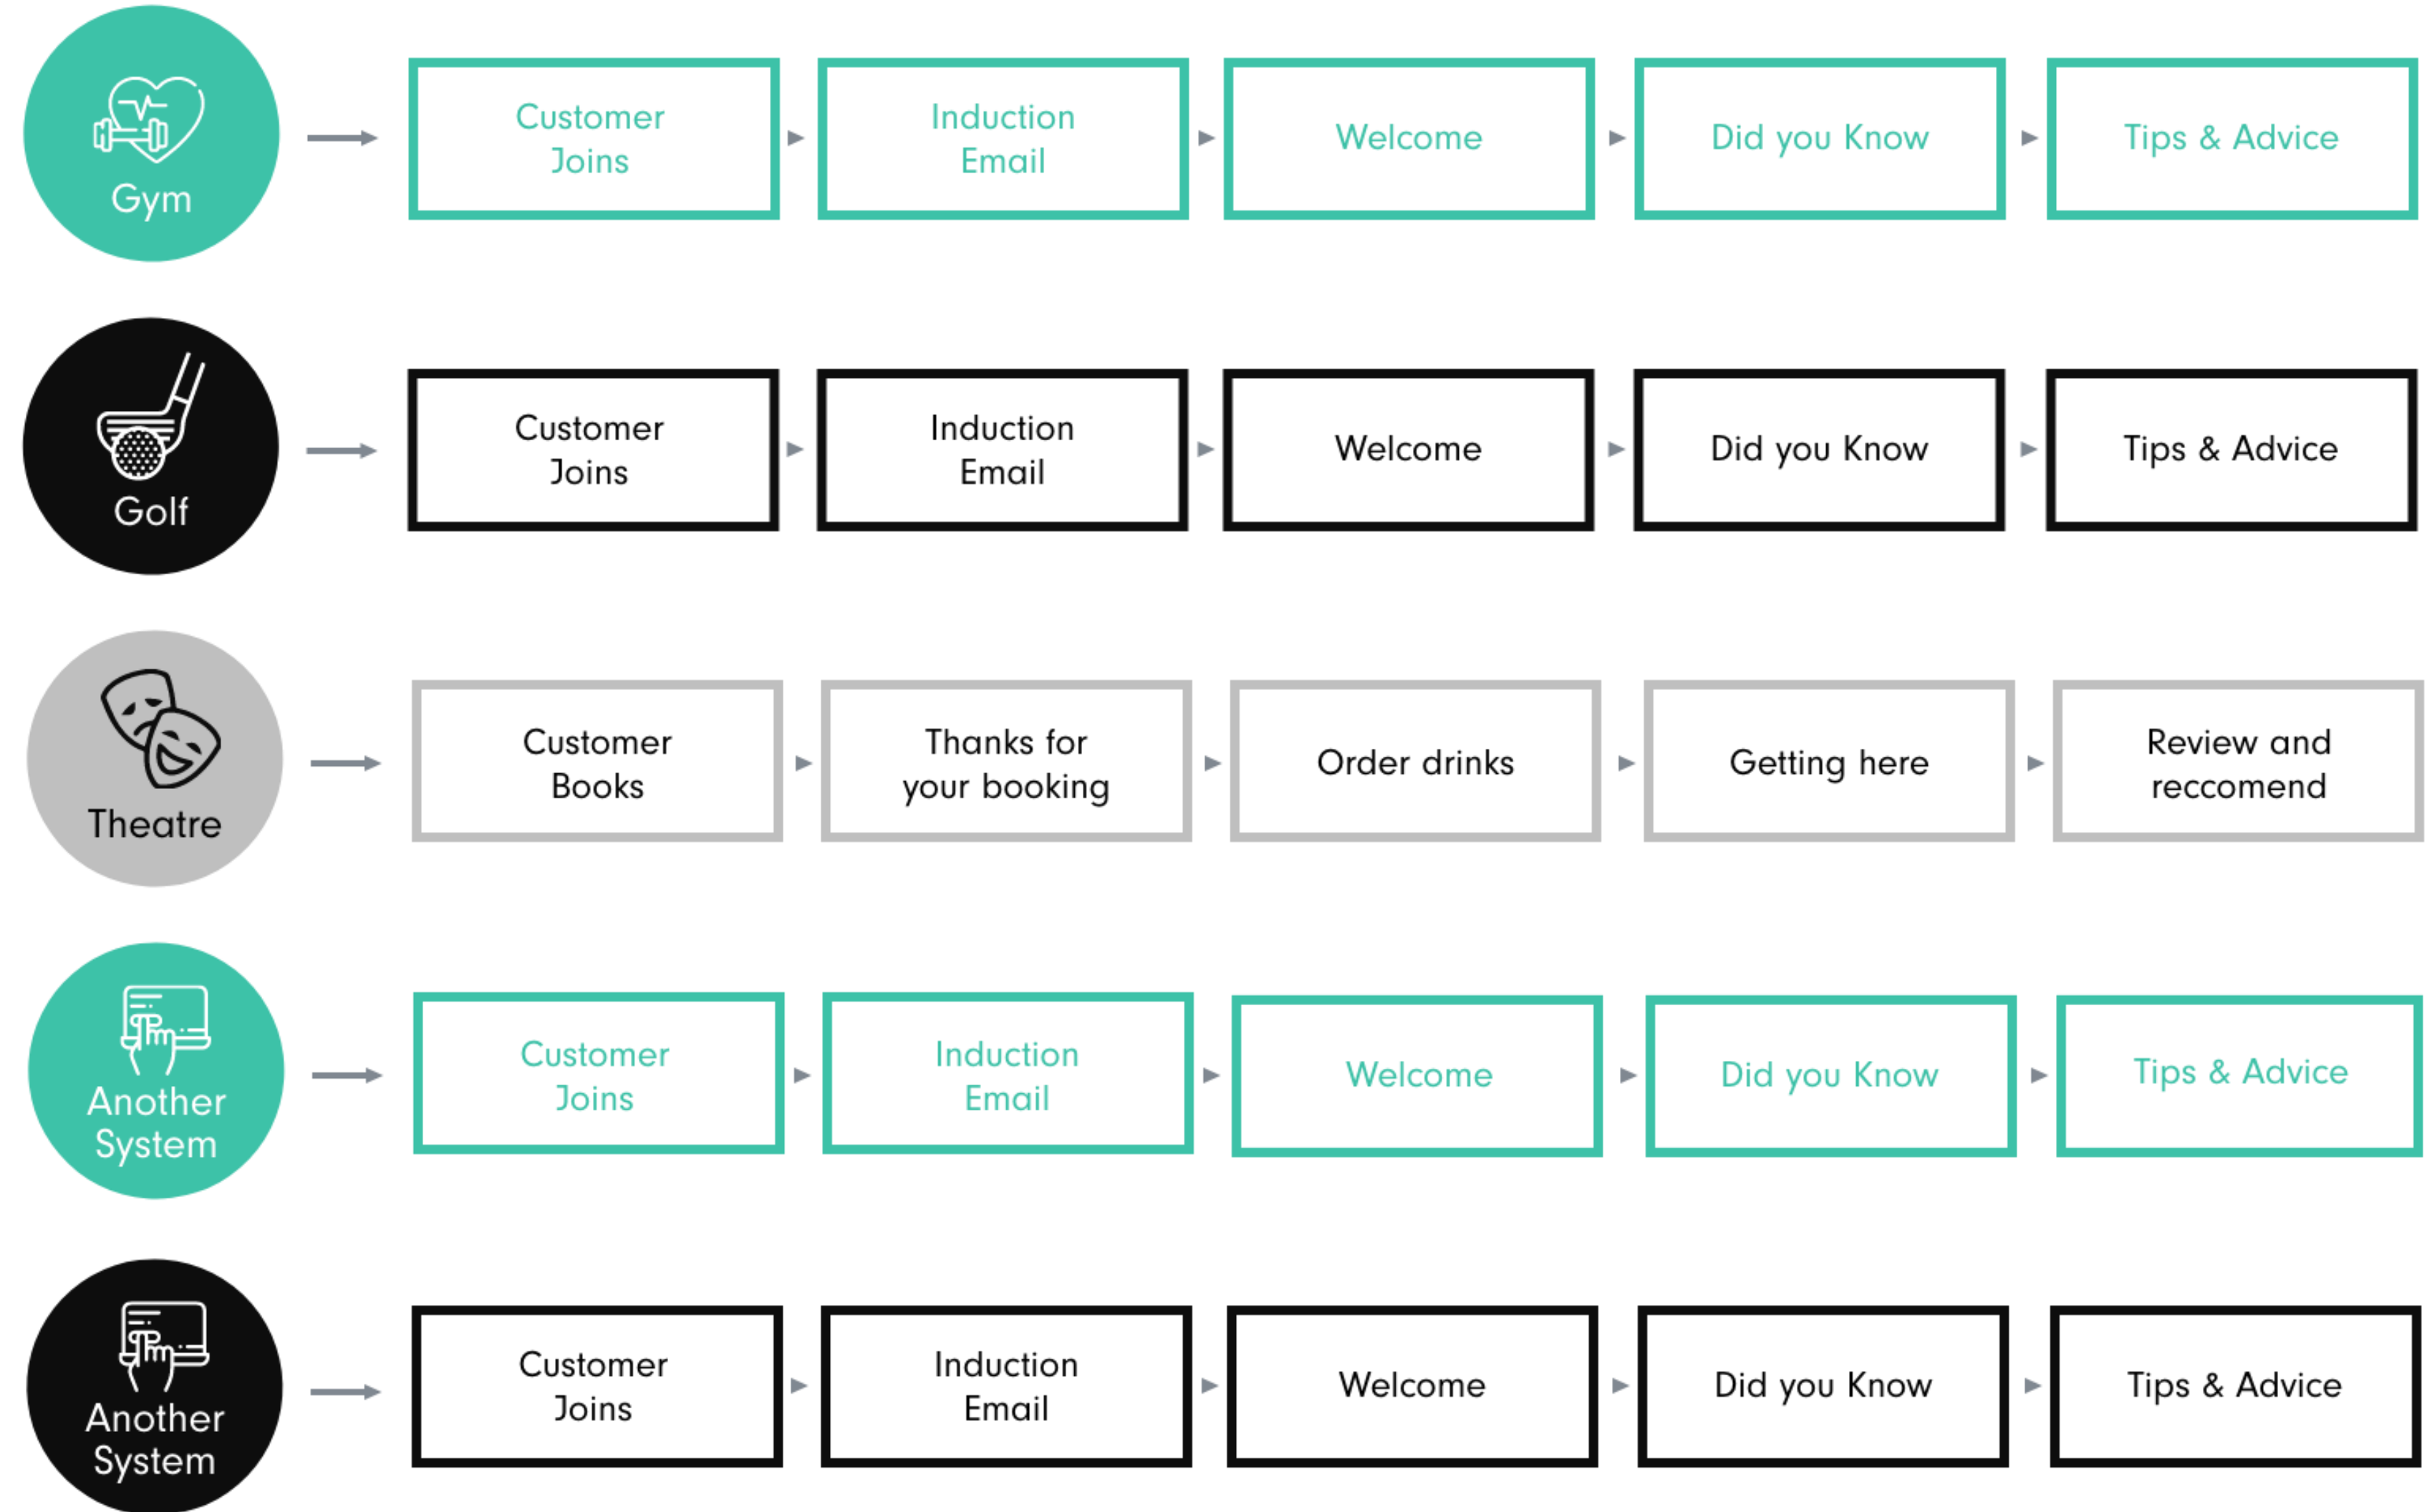 Gym
Customer
Joins
Induction
Email
Welcome
Did you Know
Tips & Advice
Golf
Customer
Joins
Induction
Email
Welcome
Did you Know
Tips & Advice
Theatre
Customer
Books
Thanks for
your booking
Order drinks
Getting here
Review and
reccomend
Another
System
Customer
Joins
Induction
Email
Welcome
Did you Know
Tips & Advice
Another
System
Customer
Joins
Induction
Email
Welcome
Did you Know
Tips & Advice